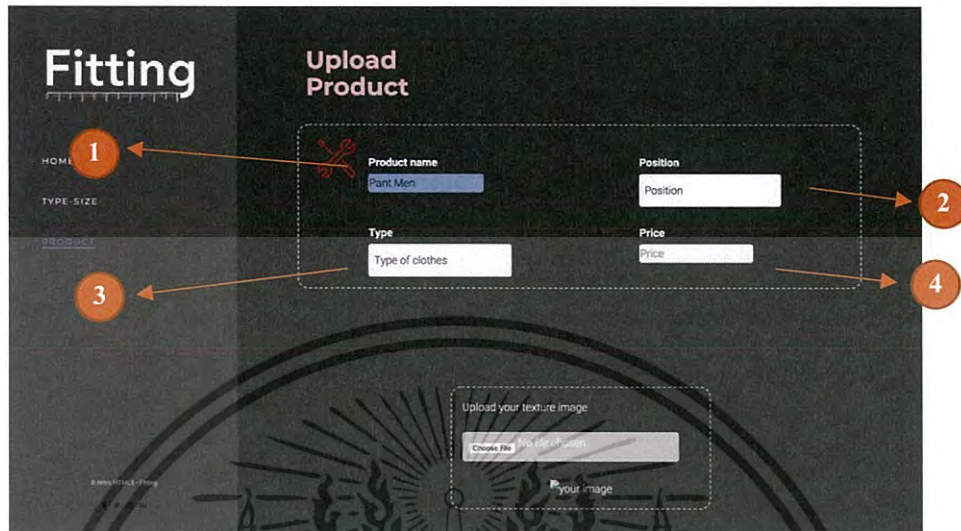 Fitting
Upload
Product
1
HOME
Product name
Position
Pant Men
Position
2
TYPE-SIZE
PRODUCT
Type
Price
Type of clothes
Price
3
4
Upload your texture image
Choose File No file chosen
your image